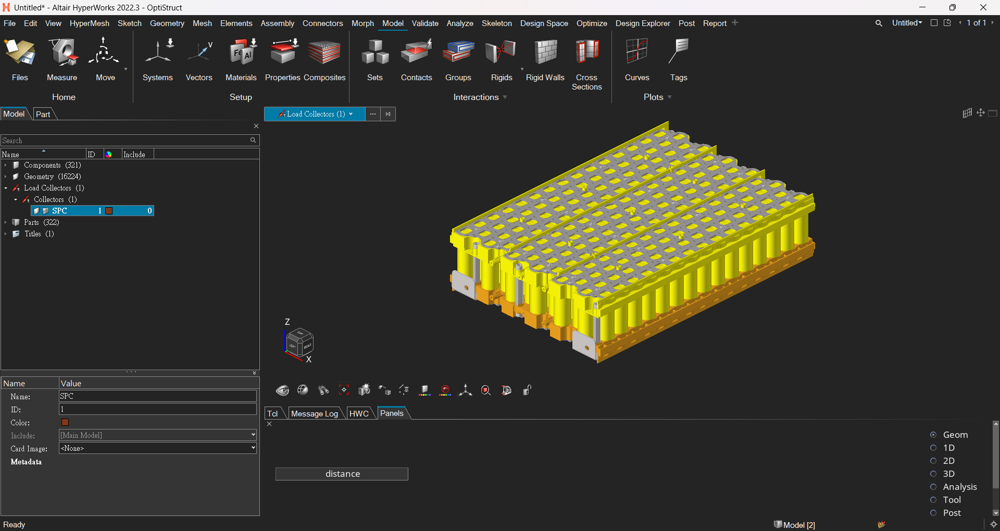 Untitled* - Altair HyperWorks 2022.3 - OptiStruct
File Edit View HyperMesh Sketch Geometry Mesh Elements Assembly Connectors Morph Model Validate Analyze Skeleton Design Space Optimize Design Explorer Post Report Untitled 1 of 1
Fe Al V
Files Measure Move Systems Vectors Materials Properties Composites Sets Contacts Groups Rigids Rigid Walls Cross Sections Curves Tags
Home Setup Interactions Plots
Model Part
Load Collectors (1)
Search
Name ID Include
Components (321)
Geometry (16224)
Load Collectors (1)
Collectors (1)
SPC 1 0
Parts (322)
Titles (1)
Z
X
Name Value
Name: SPC
ID: 1
Color:
Include: [Main Model]
Card Image: <None>
Metadata
Tcl Message Log HWC Panels
distance
Geom
1D
2D
3D
Analysis
Tool
Post
Ready
Model [2]